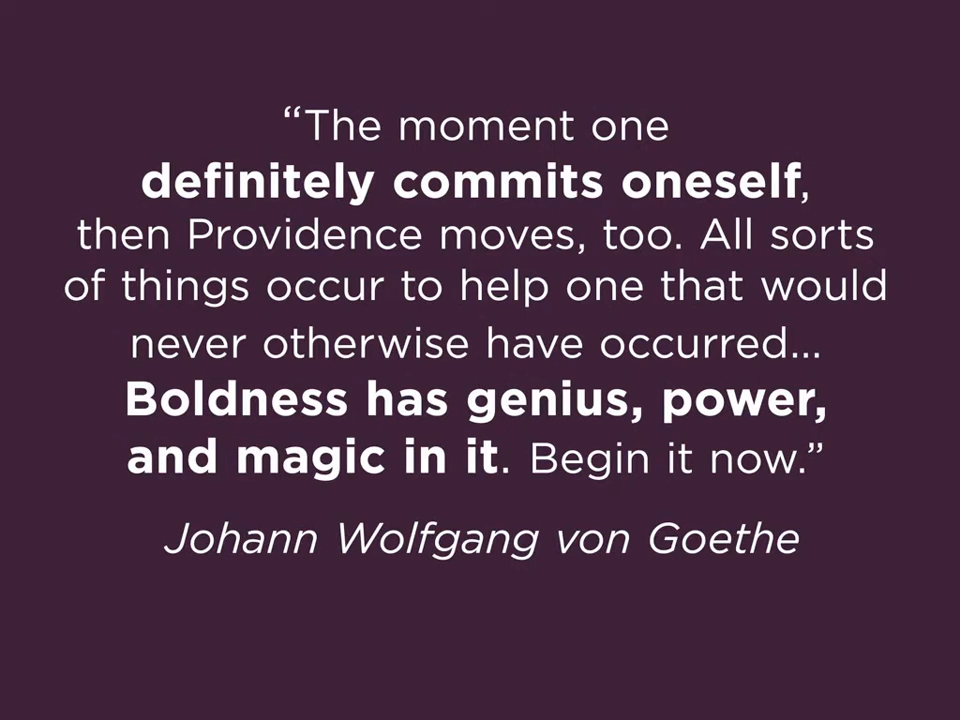 “The moment one
definitely commits oneself,
then Providence moves, too. All sorts
of things occur to help one that would
never otherwise have occurred...
Boldness has genius, power,
and magic in it. Begin it now.”
Johann Wolfgang von Goethe